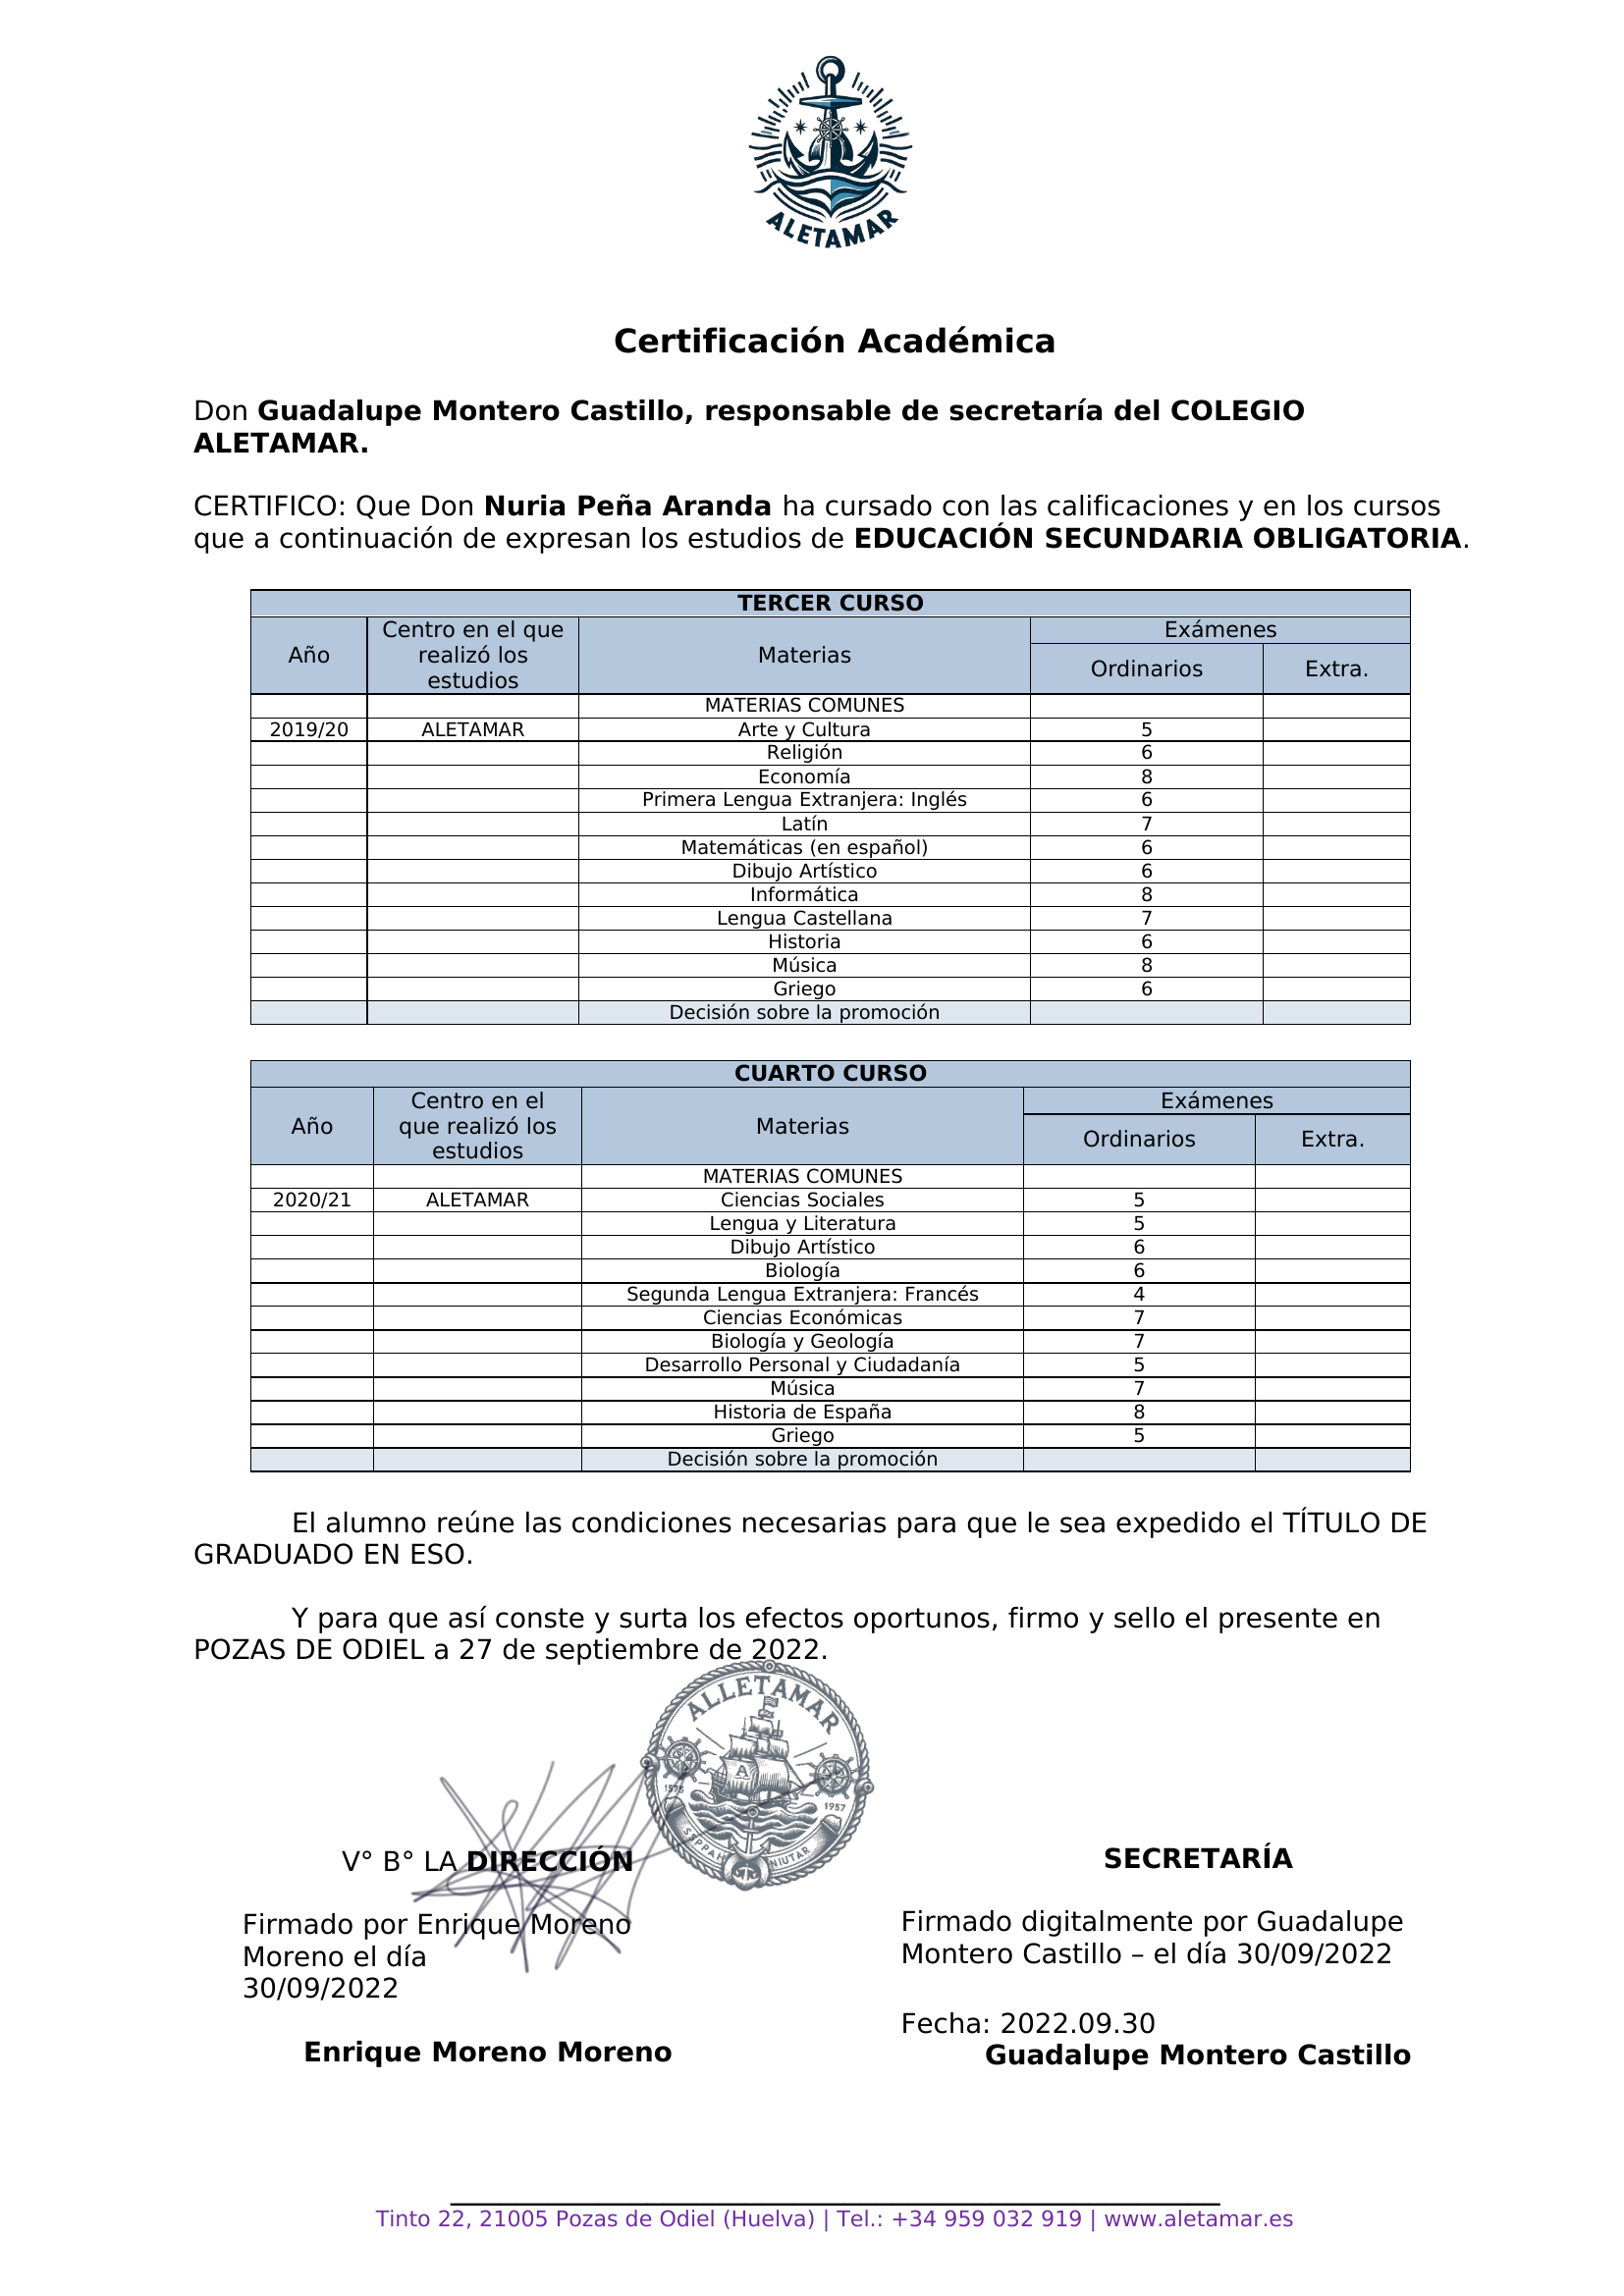 ALETAMAR
Certificación Académica
Don Guadalupe Montero Castillo, responsable de secretaría del COLEGIO
ALETAMAR.
CERTIFICO: Que Don Nuria Peña Aranda ha cursado con las calificaciones y en los cursos
que a continuación de expresan los estudios de EDUCACIÓN SECUNDARIA OBLIGATORIA.
TERCER CURSO
Año
Centro en el que
realizó los
estudios
Materias
Exámenes
Ordinarios
Extra.
MATERIAS COMUNES
2019/20 ALETAMAR Arte y Cultura 5
Religión 6
Economía 8
Primera Lengua Extranjera: Inglés 6
Latín 7
Matemáticas (en español) 6
Dibujo Artístico 6
Informática 8
Lengua Castellana 7
Historia 6
Música 8
Griego 6
Decisión sobre la promoción
CUARTO CURSO
Año
Centro en el
que realizó los
estudios
Materias
Exámenes
Ordinarios
Extra.
MATERIAS COMUNES
2020/21 ALETAMAR Ciencias Sociales 5
Lengua y Literatura 5
Dibujo Artístico 6
Biología 6
Segunda Lengua Extranjera: Francés 4
Ciencias Económicas 7
Biología y Geología 7
Desarrollo Personal y Ciudadanía 5
Música 7
Historia de España 8
Griego 5
Decisión sobre la promoción
El alumno reúne las condiciones necesarias para que le sea expedido el TÍTULO DE
GRADUADO EN ESO.
Y para que así conste y surta los efectos oportunos, firmo y sello el presente en
POZAS DE ODIEL a 27 de septiembre de 2022.
ALLETAMAR
A
1957
V° B° LA DIRECCIÓN
Firmado por Enrique Moreno
Moreno el día
30/09/2022
Enrique Moreno Moreno
SECRETARÍA
Firmado digitalmente por Guadalupe
Montero Castillo – el día 30/09/2022
Fecha: 2022.09.30
Guadalupe Montero Castillo
Tinto 22, 21005 Pozas de Odiel (Huelva) | Tel.: +34 959 032 919 | www.aletamar.es